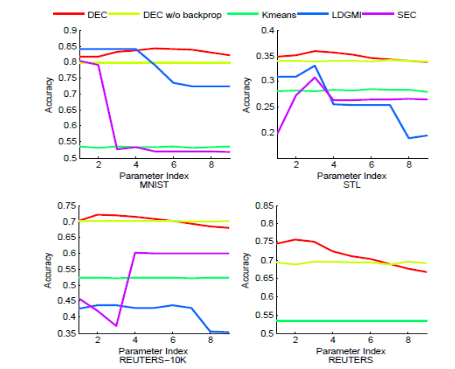 DEC DEC w/o backprop Kmeans LDGMI SEC
0.9
0.85
0.8
0.75
0.7
0.65
0.6
0.55
0.5
Accuracy
2 4 6 8
Parameter Index
MNIST
0.4
0.35
0.3
0.25
0.2
Accuracy
2 4 6 8
Parameter Index
STL
0.75
0.7
0.65
0.6
0.55
0.5
0.45
0.4
0.35
Accuracy
2 4 6 8
Parameter Index
REUTERS-10K
0.85
0.8
0.75
0.7
0.65
0.6
0.55
0.5
Accuracy
2 4 6 8
Parameter Index
REUTERS